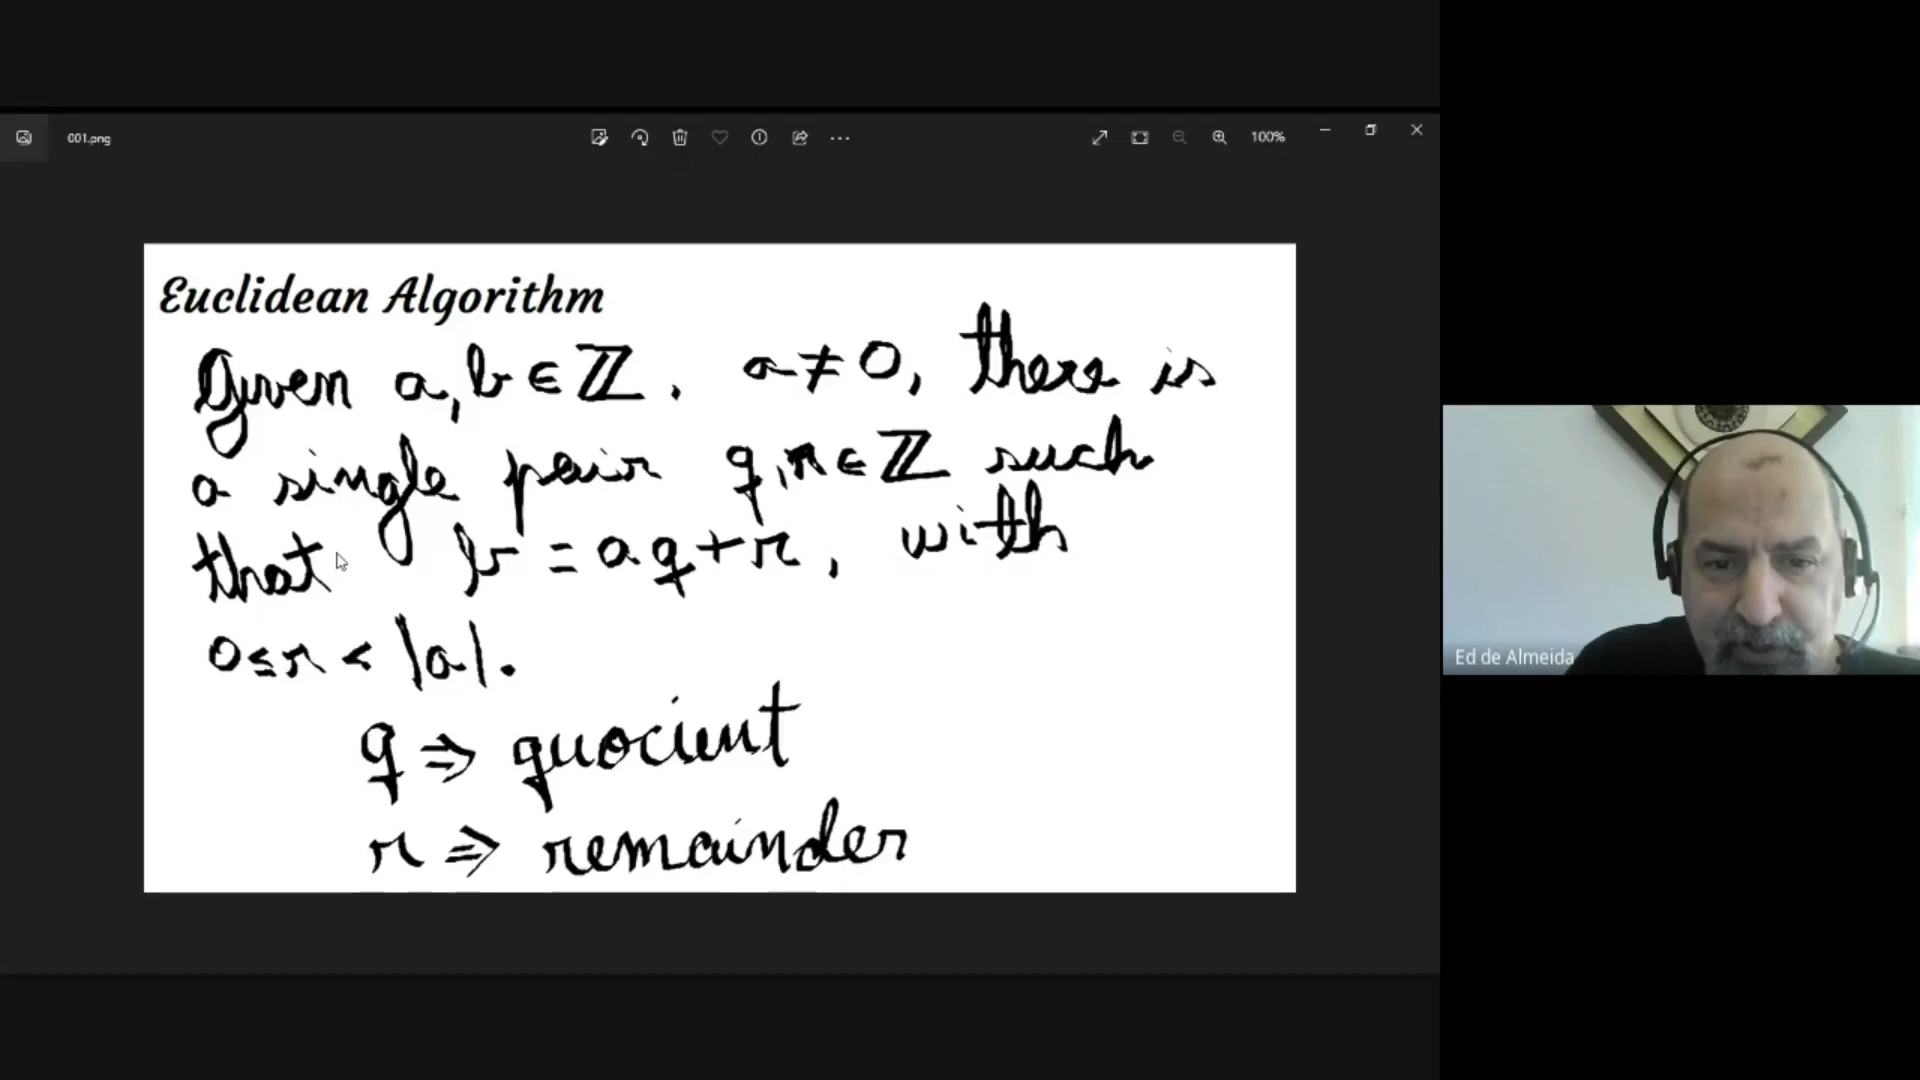 001.png
100%
Euclidean Algorithm
Given a, b ∈ ℤ, a ≠ 0, there is
a single pair q, r ∈ ℤ such
that b = aq + r, with
0 ≤ r < |a|.
q ⇒ quocient
r ⇒ remainder
Ed de Almeida